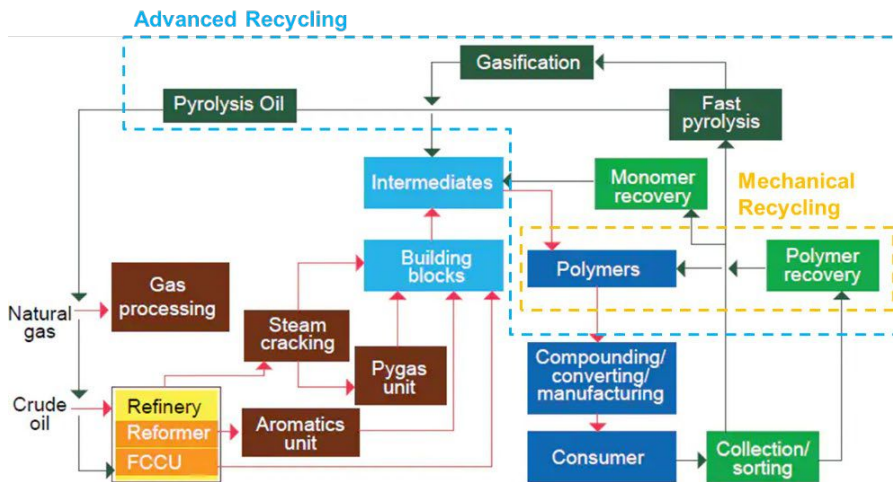 Advanced Recycling
Gasification
Pyrolysis Oil
Fast
pyrolysis
Intermediates
Monomer
recovery
Mechanical
Recycling
Building
blocks
Polymers
Polymer
recovery
Gas
processing
Natural
gas
Steam
cracking
Pygas
unit
Compounding/
converting/
manufacturing
Crude
oil
Refinery
Reformer
FCCU
Aromatics
unit
Consumer
Collection/
sorting